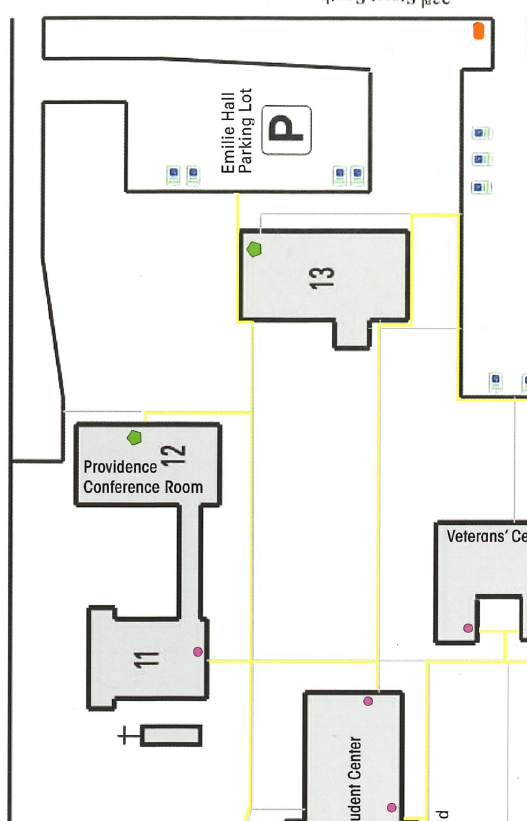 Emilie Hall
Parking Lot
P
13
12
Providence
Conference Room
11
Veterans' Ce
udent Center
d